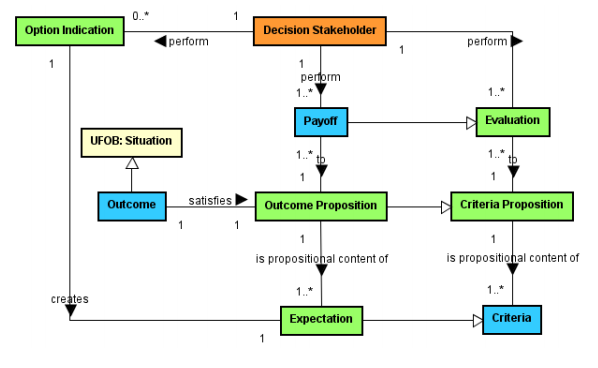 0..* 1
Option Indication Decision Stakeholder
perform perform
1 1 1
perform
1..* 1..*
Payoff Evaluation
UFOB: Situation
1..* to 1..* to
1 1
Outcome satisfies Outcome Proposition Criteria Proposition
1 1
1 1
is propositional content of is propositional content of
1..* 1..*
creates
Expectation Criteria
1